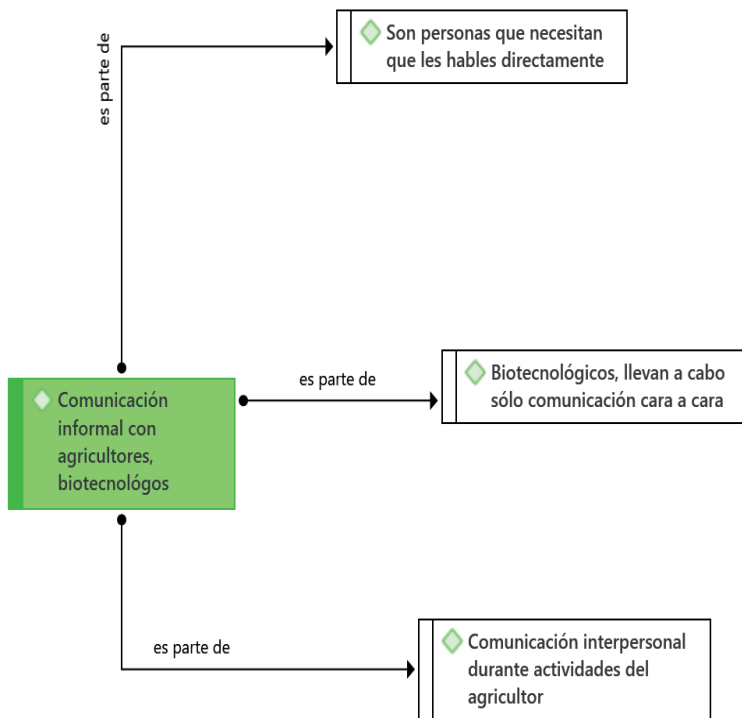 es parte de
Son personas que necesitan
que les hables directamente
es parte de
Biotecnológicos, llevan a cabo
sólo comunicación cara a cara
Comunicación
informal con
agricultores,
biotecnológos
es parte de
Comunicación interpersonal
durante actividades del
agricultor